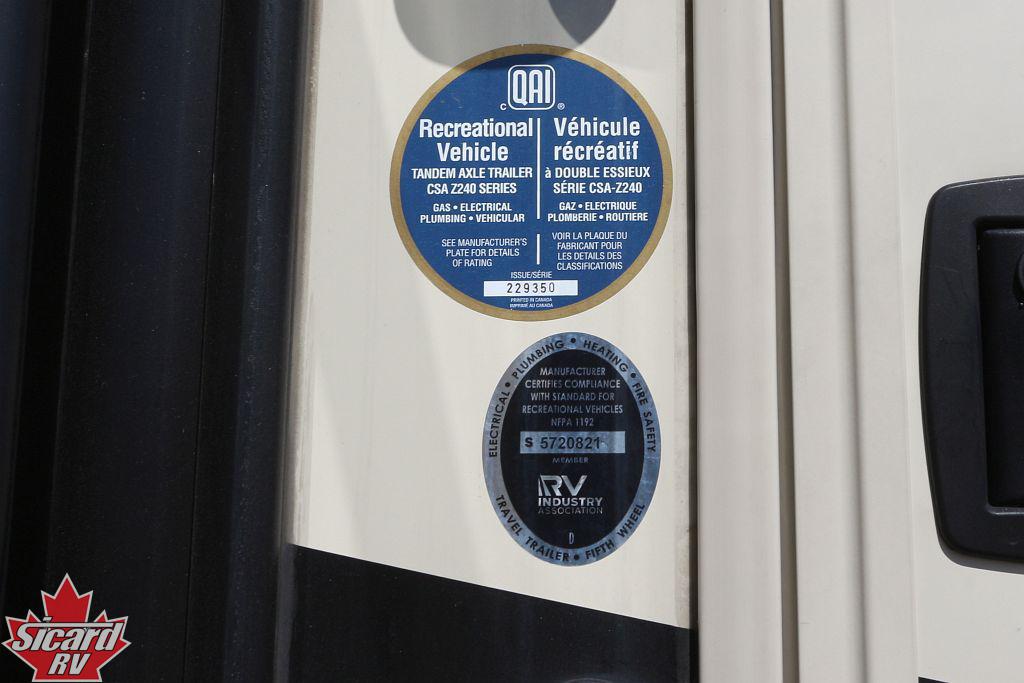 C QAI ®
Recreational
Vehicle
TANDEM AXLE TRAILER
CSA Z240 SERIES
GAS • ELECTRICAL
PLUMBING • VEHICULAR
SEE MANUFACTURER'S
PLATE FOR DETAILS
OF RATING
Véhicule
récréatif
à DOUBLE ESSIEUX
SÉRIE CSA-Z240
GAZ • ELECTRIQUE
PLOMBERIE • ROUTIERE
VOIR LA PLAQUE DU
FABRICANT POUR
LES DETAILS DES
CLASSIFICATIONS
ISSUE/SÉRIE
229350
PRINTED IN CANADA
IMPRIMÉ AU CANADA
ELECTRICAL • PLUMBING • HEATING • FIRE SAFETY
MANUFACTURER
CERTIFIES COMPLIANCE
WITH STANDARD FOR
RECREATIONAL VEHICLES
NFPA 1192
S 5720821
MEMBER
RV
INDUSTRY
ASSOCIATION
D
TRAVEL TRAILER • FIFTH WHEEL
Sicard
RV